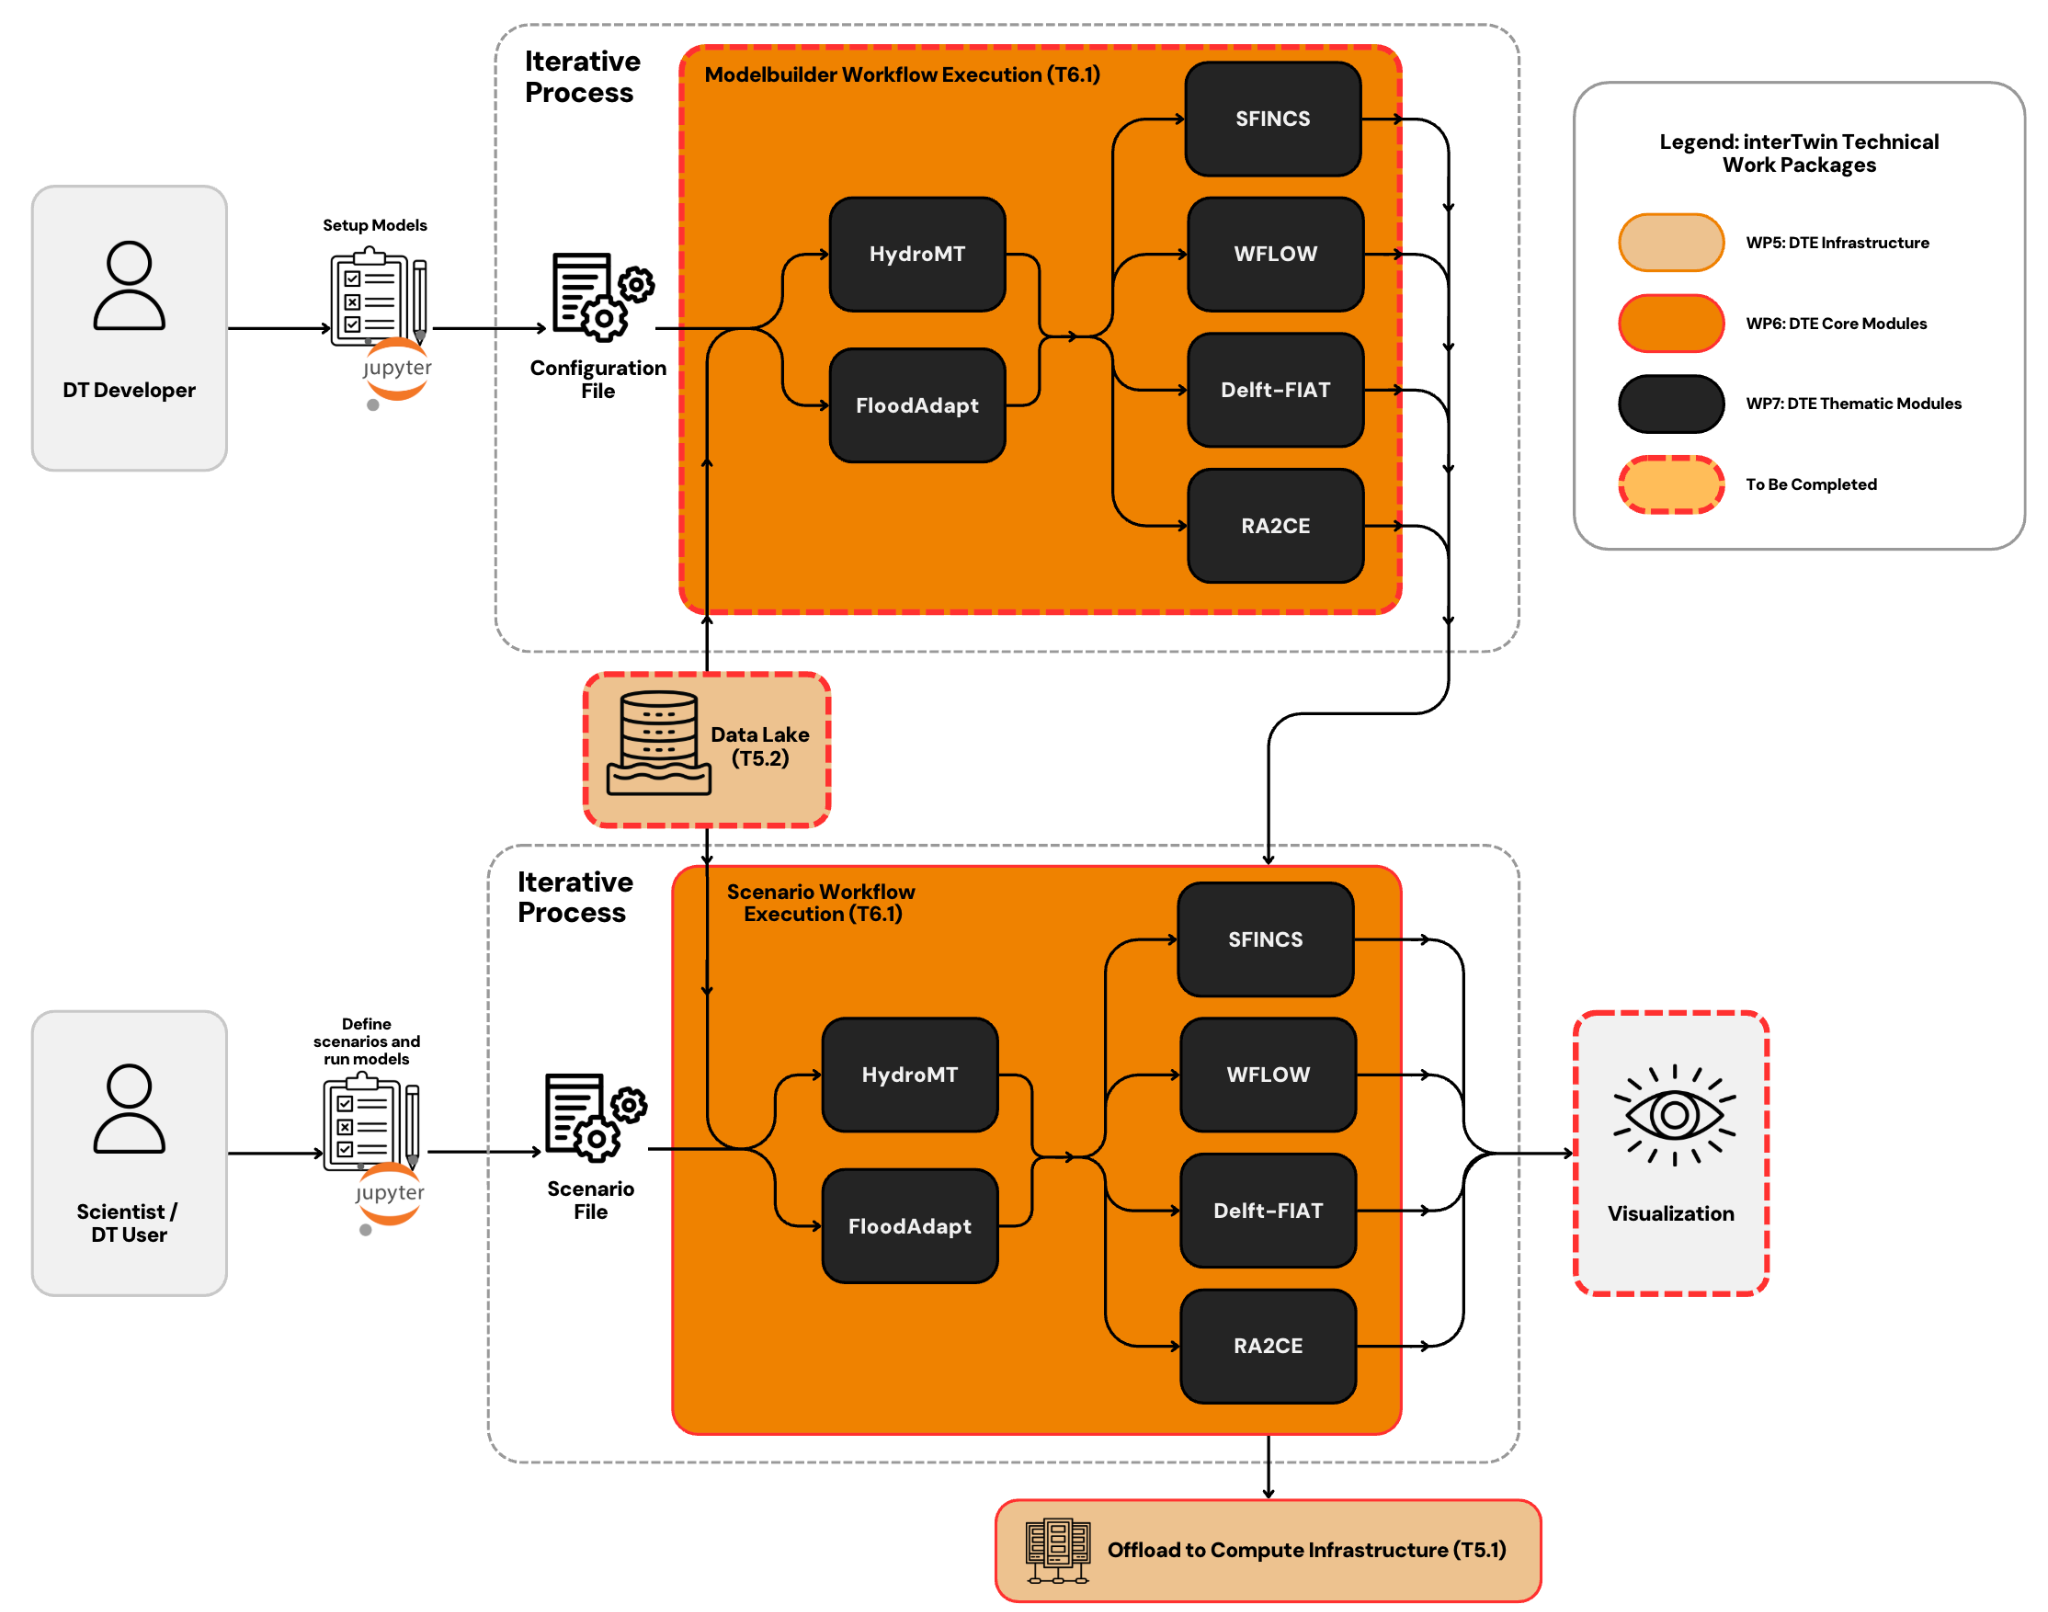 Iterative
Process
Modelbuilder Workflow Execution (T6.1)
SFINCS
HydroMT
WFLOW
FloodAdapt
Delft-FIAT
RA2CE
DT Developer
Setup Models
jupyter
Configuration
File
Legend: interTwin Technical
Work Packages
WP5: DTE Infrastructure
WP6: DTE Core Modules
WP7: DTE Thematic Modules
To Be Completed
Data Lake
(T5.2)
Iterative
Process
Scenario Workflow
Execution (T6.1)
SFINCS
HydroMT
WFLOW
FloodAdapt
Delft-FIAT
RA2CE
Scientist /
DT User
Define
scenarios and
run models
jupyter
Scenario
File
Visualization
Offload to Compute Infrastructure (T5.1)